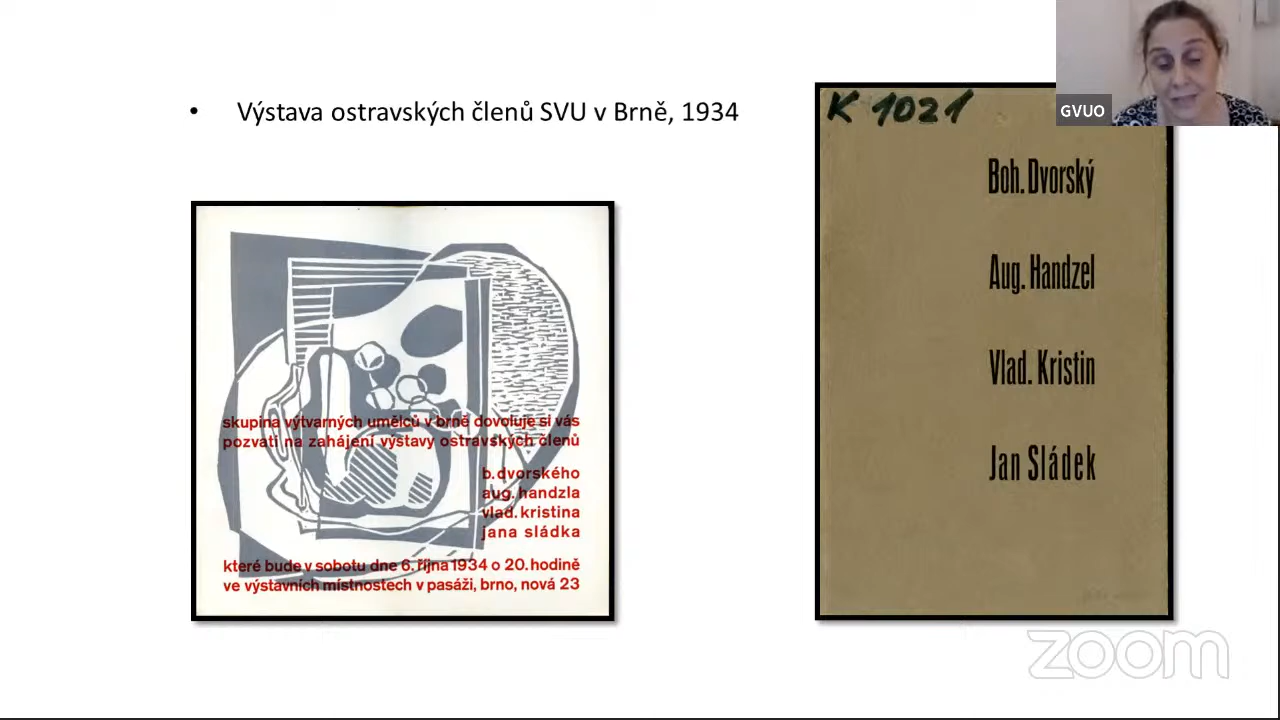 Výstava ostravských členů SVU v Brně, 1934
GVUO
skupina výtvarných umělců v brně dovoluje si vás
pozvati na zahájení výstavy ostravských členů
b. dvorského
aug. handzla
vlad. kristina
jana sládka
které bude v sobotu dne 6. října 1934 o 20. hodině
ve výstavních místnostech v pasáži, brno, nová 23
K 1021
Boh. Dvorský
Aug. Handzel
Vlad. Kristin
Jan Sládek
zoom